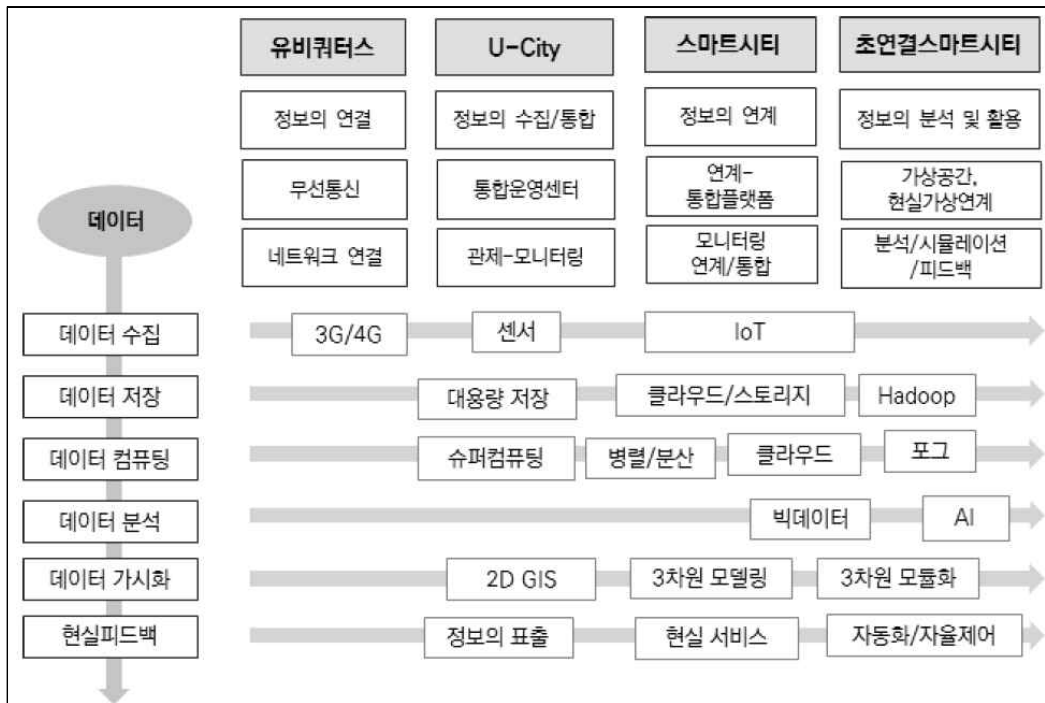 유비쿼터스
U-City
스마트시티
초연결스마트시티
정보의 연결
정보의 수집/통합
정보의 연계
정보의 분석 및 활용
무선통신
통합운영센터
연계-
통합플랫폼
가상공간,
현실가상연계
데이터
네트워크 연결
관제-모니터링
모니터링
연계/통합
분석/시뮬레이션
/피드백
데이터 수집
3G/4G
센서
IoT
데이터 저장
대용량 저장
클라우드/스토리지
Hadoop
데이터 컴퓨팅
슈퍼컴퓨팅
병렬/분산
클라우드
포그
데이터 분석
빅데이터
AI
데이터 가시화
2D GIS
3차원 모델링
3차원 모듈화
현실피드백
정보의 표출
현실 서비스
자동화/자율제어